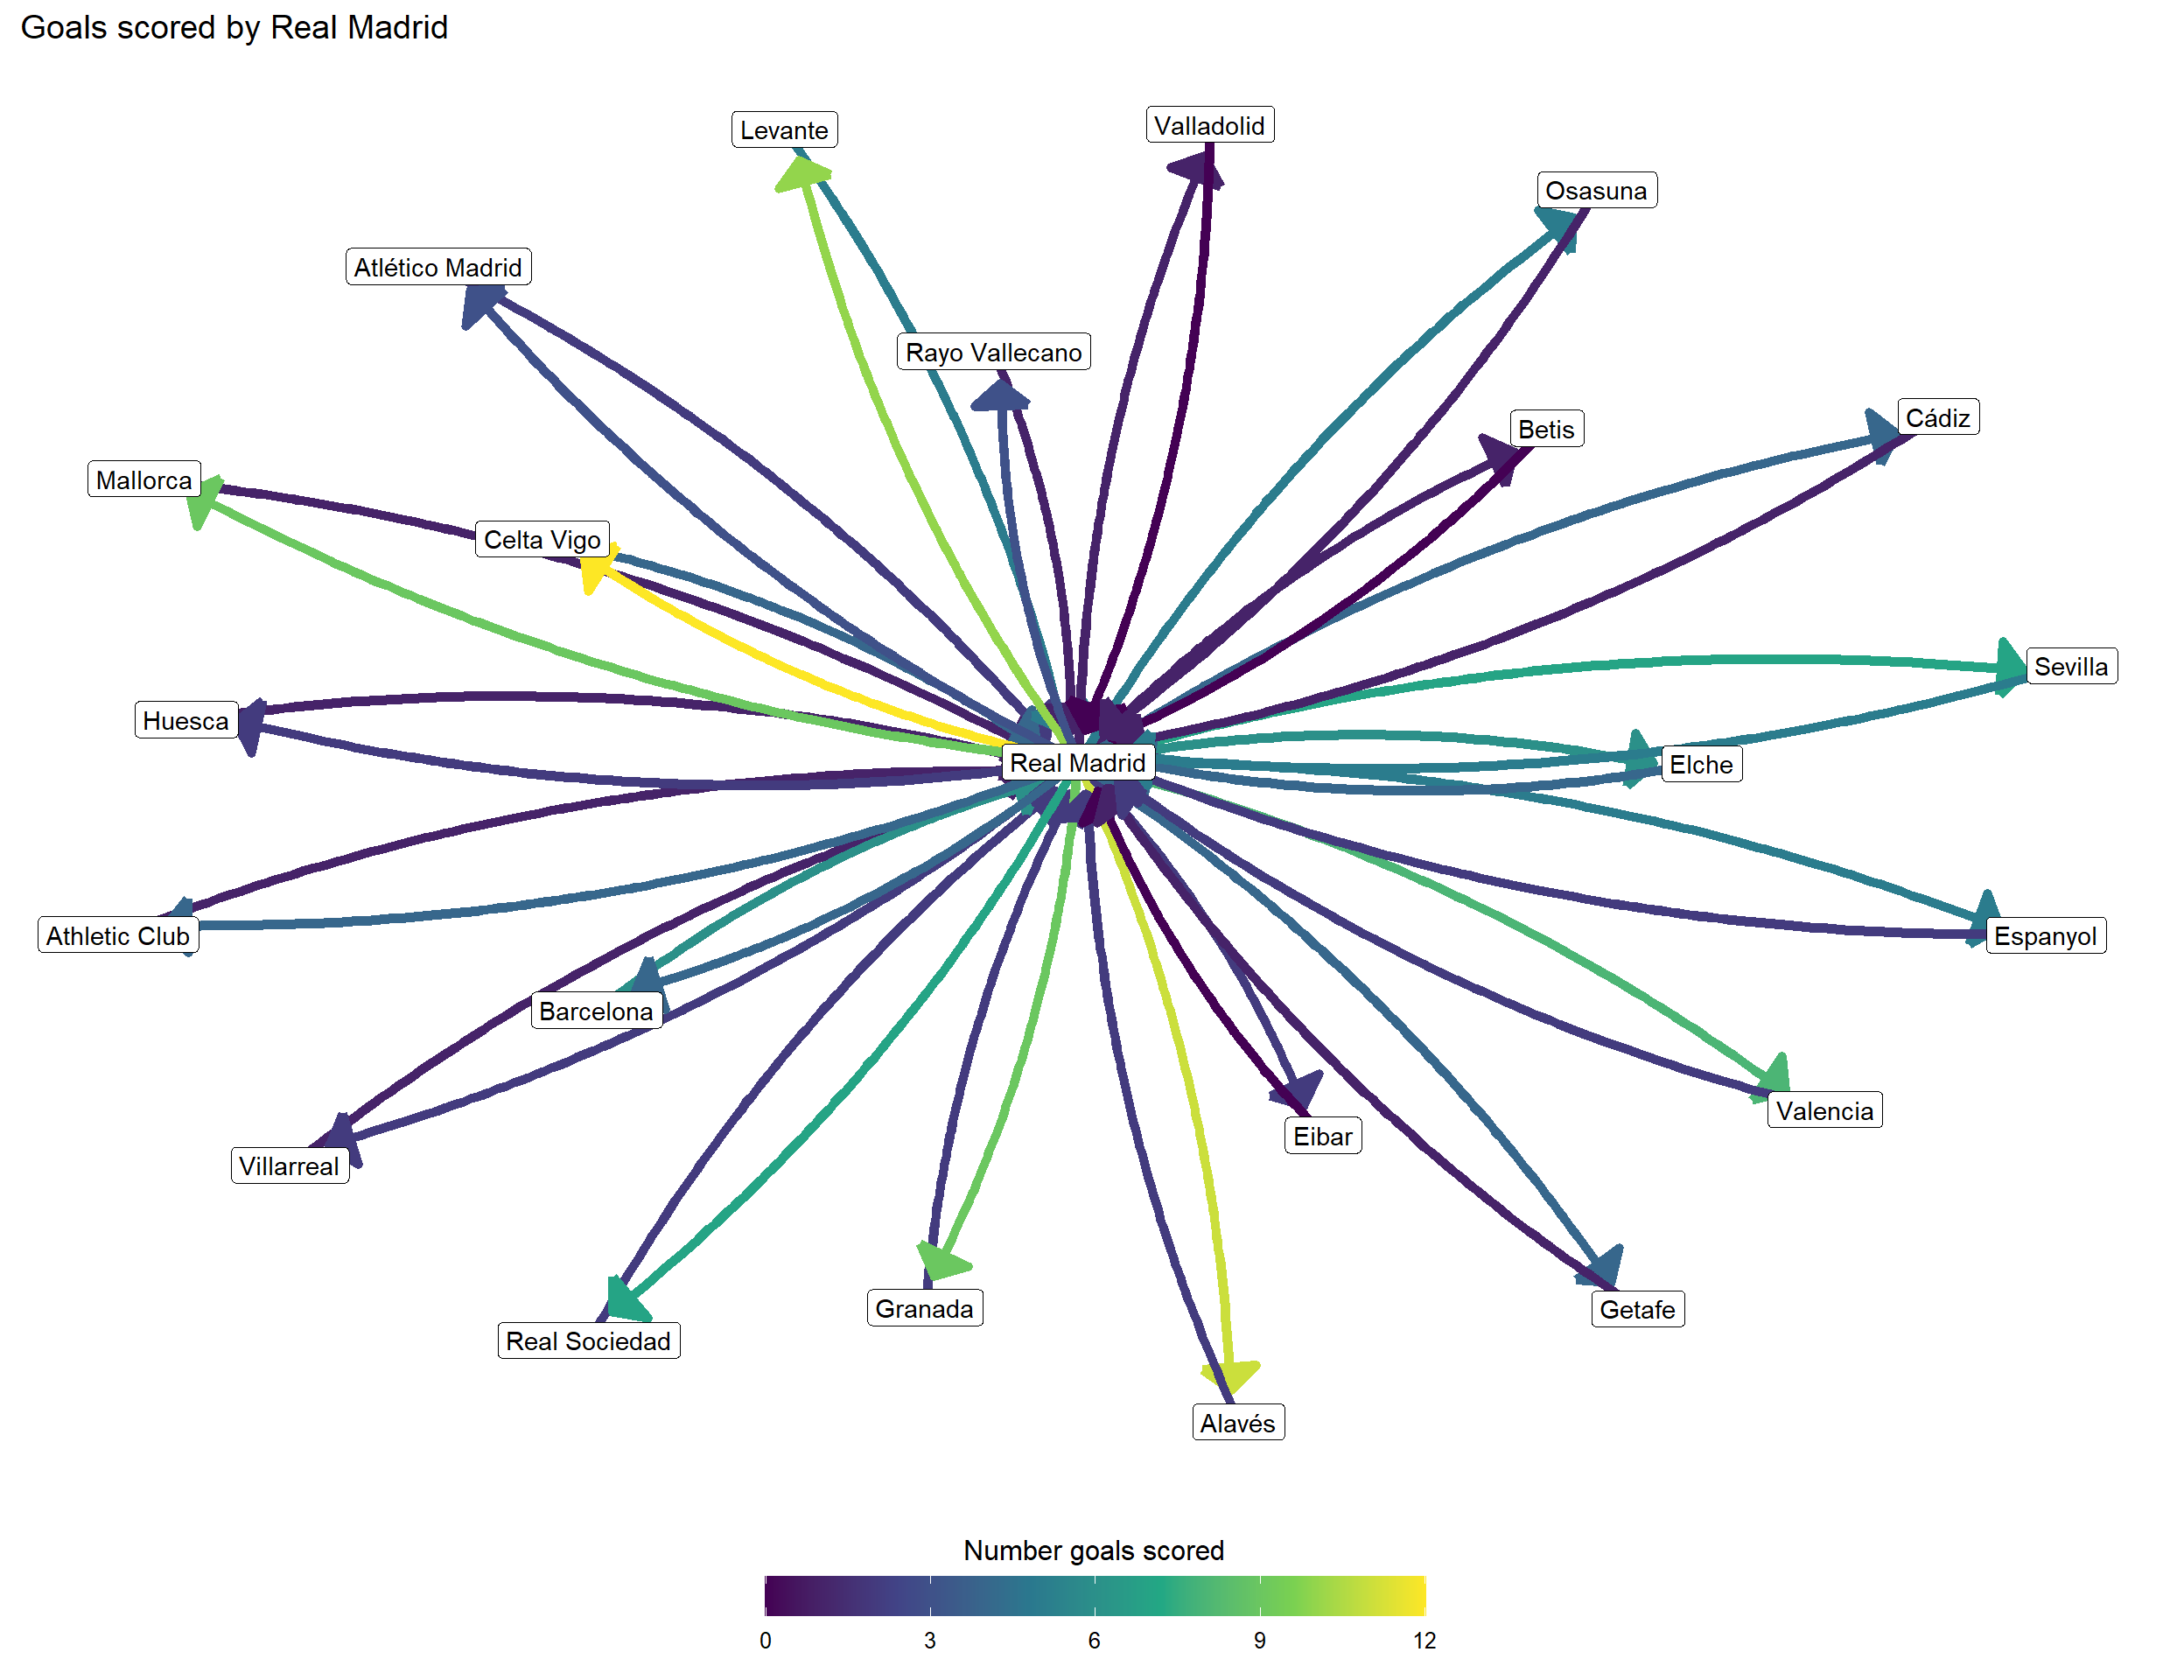 Goals scored by Real Madrid
Levante
Valladolid
Osasuna
Atlético Madrid
Rayo Vallecano
Betis
Cádiz
Mallorca
Celta Vigo
Sevilla
Huesca
Real Madrid
Elche
Athletic Club
Espanyol
Barcelona
Valencia
Eibar
Villarreal
Granada
Getafe
Real Sociedad
Alavés
Number goals scored
0 3 6 9 12